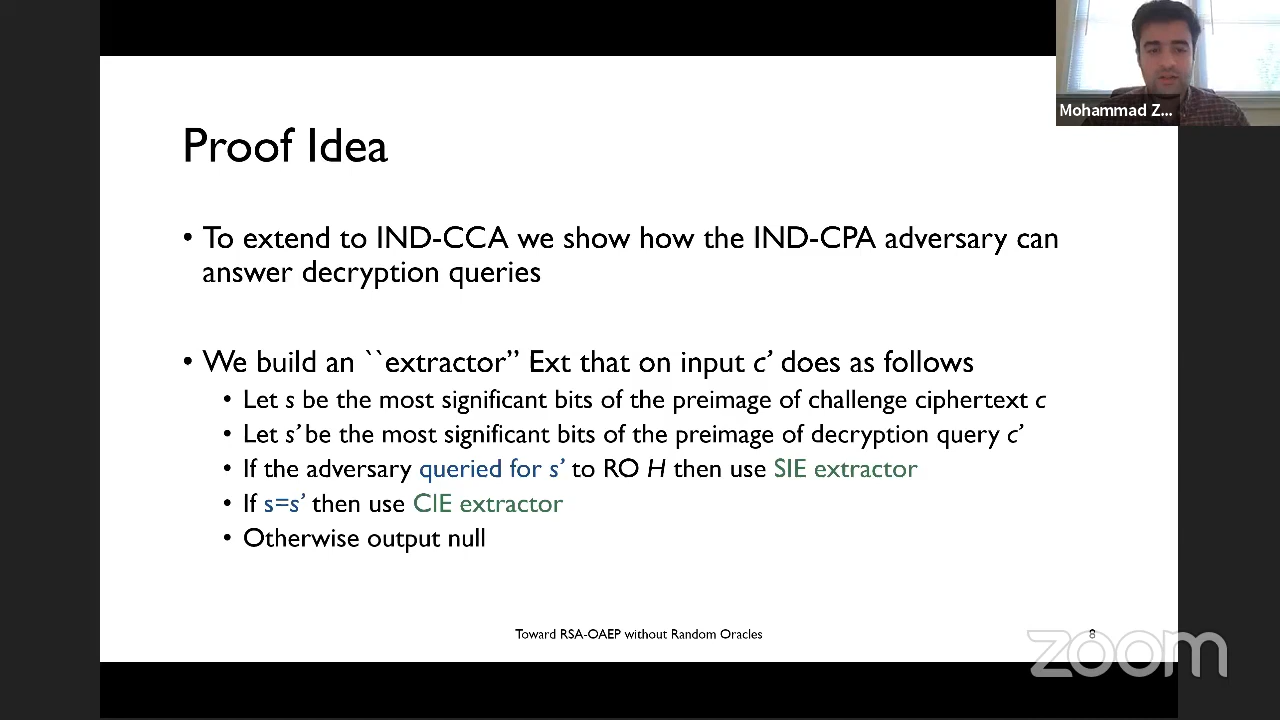 Mohammad Z...
Proof Idea
• To extend to IND-CCA we show how the IND-CPA adversary can
answer decryption queries
• We build an ``extractor” Ext that on input c’ does as follows
• Let s be the most significant bits of the preimage of challenge ciphertext c
• Let s’ be the most significant bits of the preimage of decryption query c’
• If the adversary queried for s’ to RO H then use SIE extractor
• If s=s’ then use CIE extractor
• Otherwise output null
Toward RSA-OAEP without Random Oracles
8
zoom